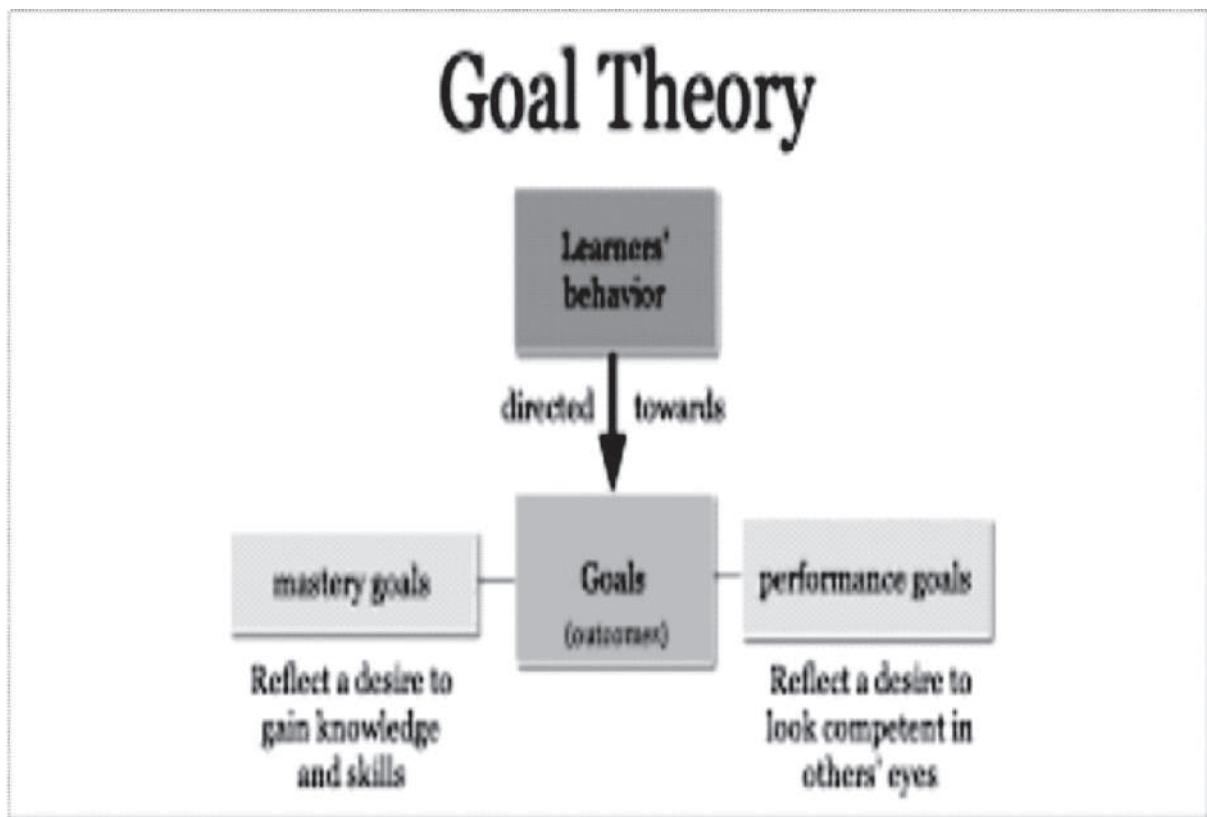 Goal Theory
Learners'
behavior
directed towards
mastery goals
Reflect a desire to
gain knowledge
and skills
Goals
(outcomes)
performance goals
Reflect a desire to
look competent in
others' eyes